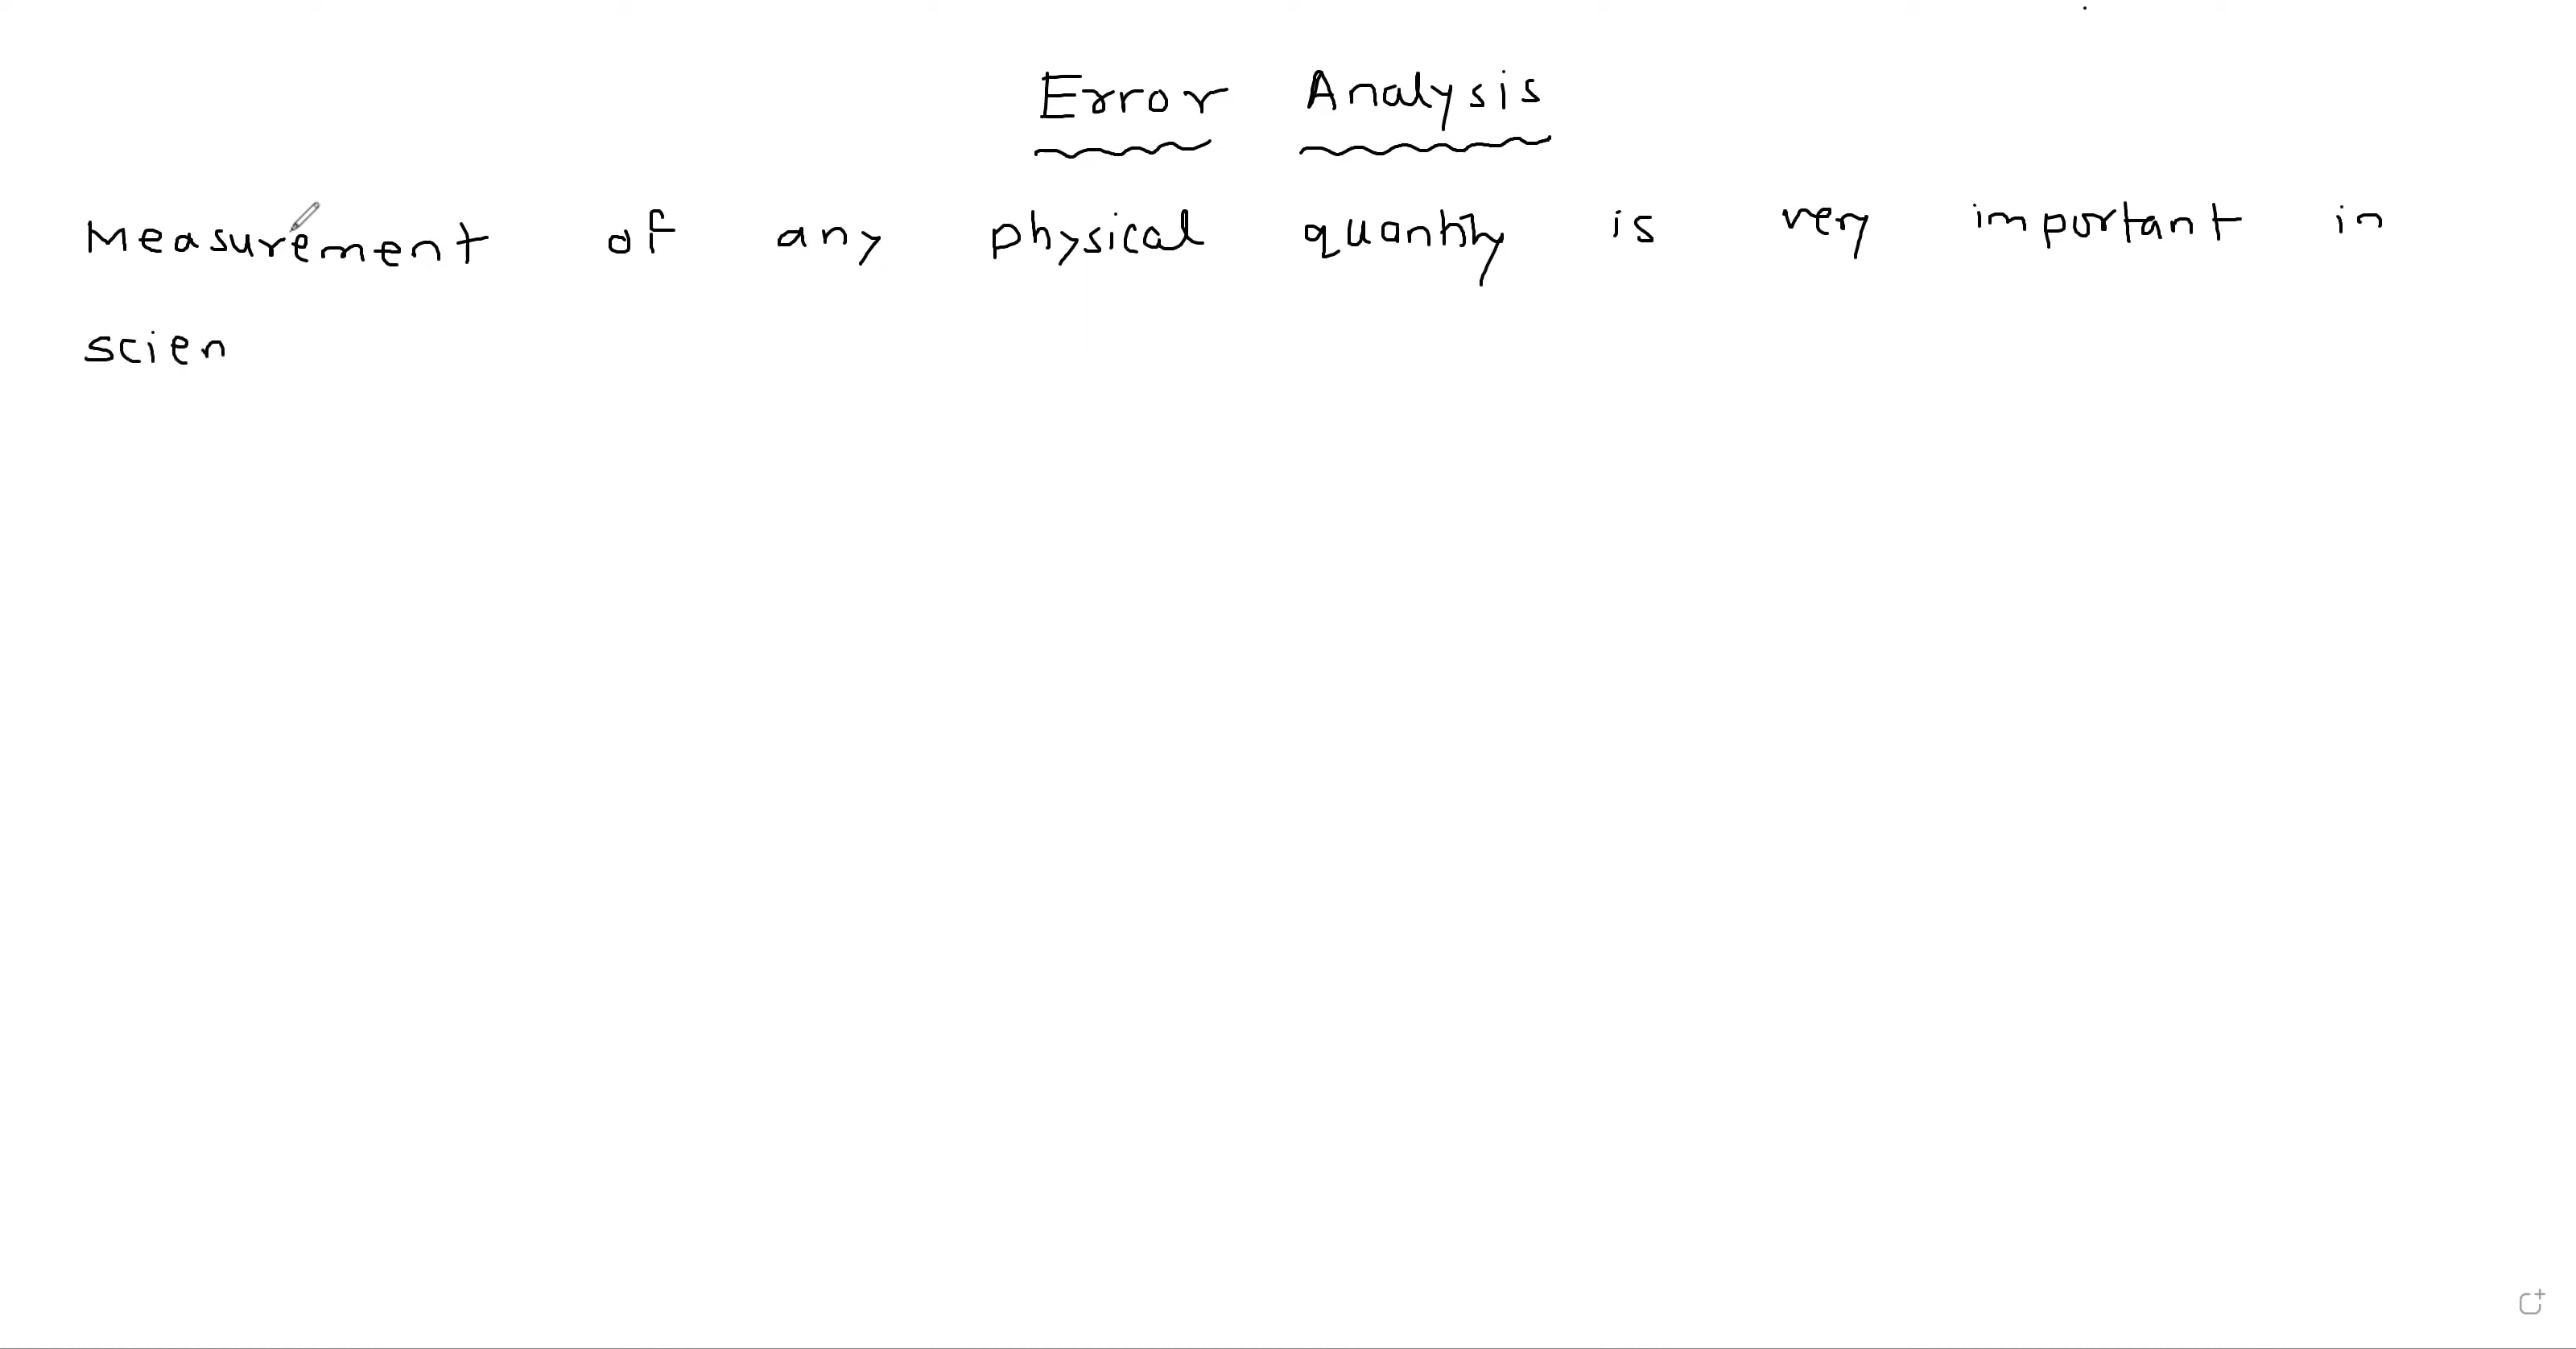 Error Analysis
Measurement of any physical quantity is very important in
scien